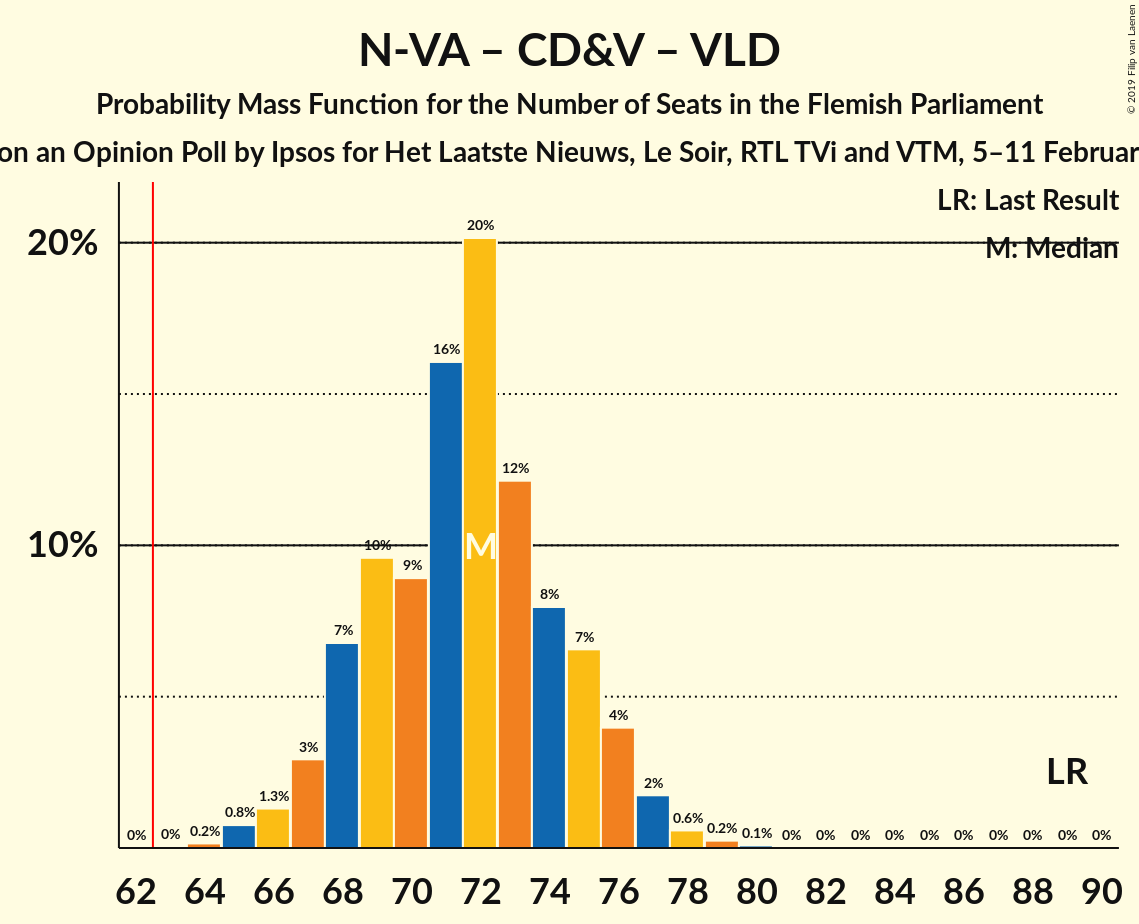 N-VA – CD&V – VLD
Probability Mass Function for the Number of Seats in the Flemish Parliament
on an Opinion Poll by Ipsos for Het Laatste Nieuws, Le Soir, RTL TVi and VTM, 5–11 Februar
© 2019 Filip van Laenen
LR: Last Result
M: Median
20%
10%
0% 0% 0.2% 0.8% 1.3% 3% 7% 10% 9% 16% 20% 12% 8% 7% 4% 2% 0.6% 0.2% 0.1% 0% 0% 0% 0% 0% 0% 0% 0% 0% 0%
M
LR
62 64 66 68 70 72 74 76 78 80 82 84 86 88 90